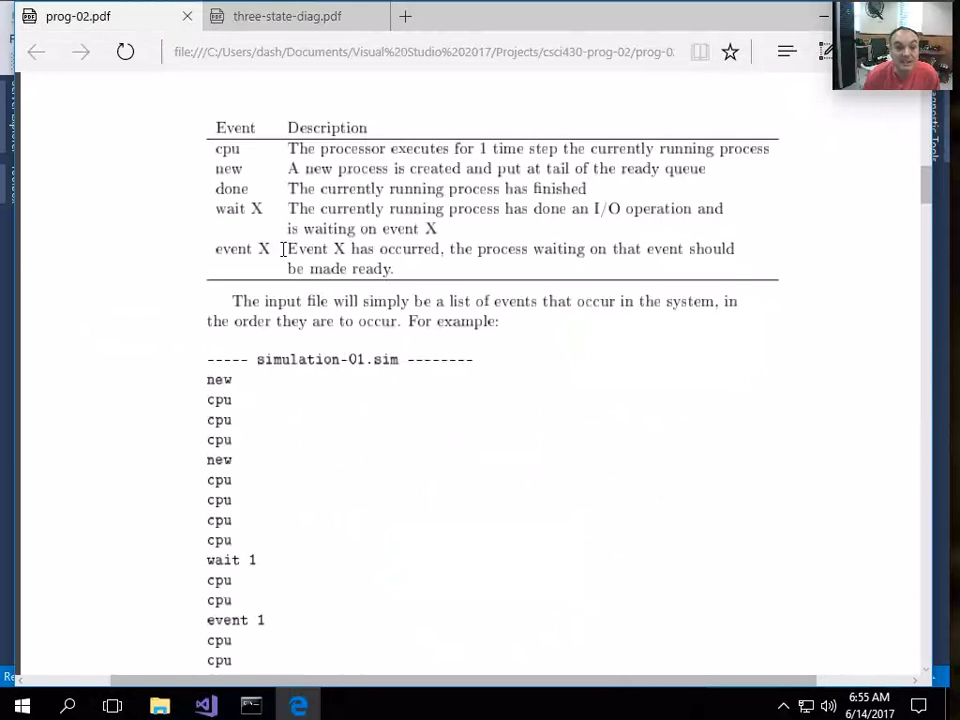 prog-02.pdf
three-state-diag.pdf
file:///C:/Users/dash/Documents/Visual%20Studio%202017/Projects/csci430-prog-02/prog-0
Event Description
cpu The processor executes for 1 time step the currently running process
new A new process is created and put at tail of the ready queue
done The currently running process has finished
wait X The currently running process has done an I/O operation and
is waiting on event X
event X Event X has occurred, the process waiting on that event should
be made ready.
The input file will simply be a list of events that occur in the system, in
the order they are to occur. For example:
----- simulation-01.sim --------
new
cpu
cpu
cpu
new
cpu
cpu
cpu
cpu
wait 1
cpu
cpu
event 1
cpu
cpu
Diagnostic Tools
6:55 AM
6/14/2017